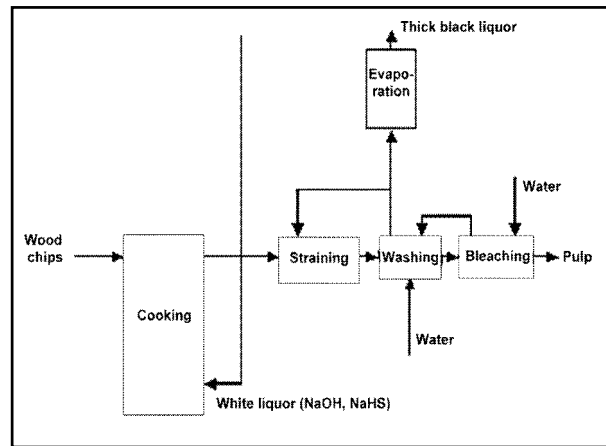 Thick black liquor
Evapo-
ration
Water
Wood
chips
Straining
Washing
Bleaching
Pulp
Cooking
Water
White liquor (NaOH, NaHS)